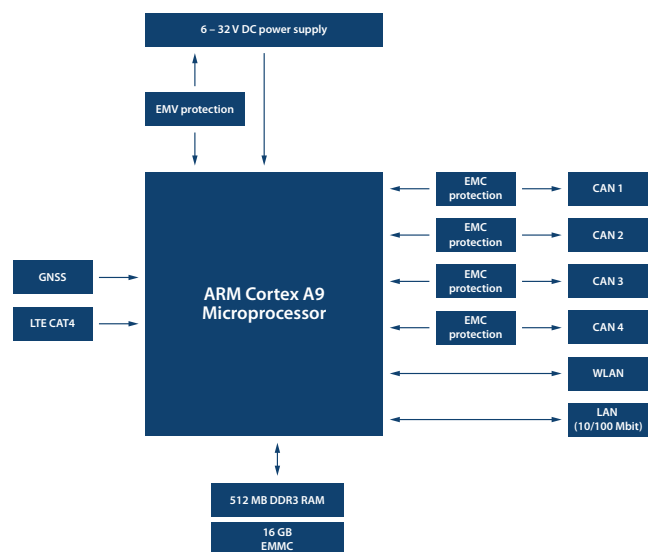 6 – 32 V DC power supply
EMV protection
EMC
protection
CAN 1
EMC
protection
CAN 2
EMC
protection
CAN 3
EMC
protection
CAN 4
GNSS
LTE CAT4
ARM Cortex A9
Microprocessor
WLAN
LAN
(10/100 Mbit)
512 MB DDR3 RAM
16 GB
EMMC